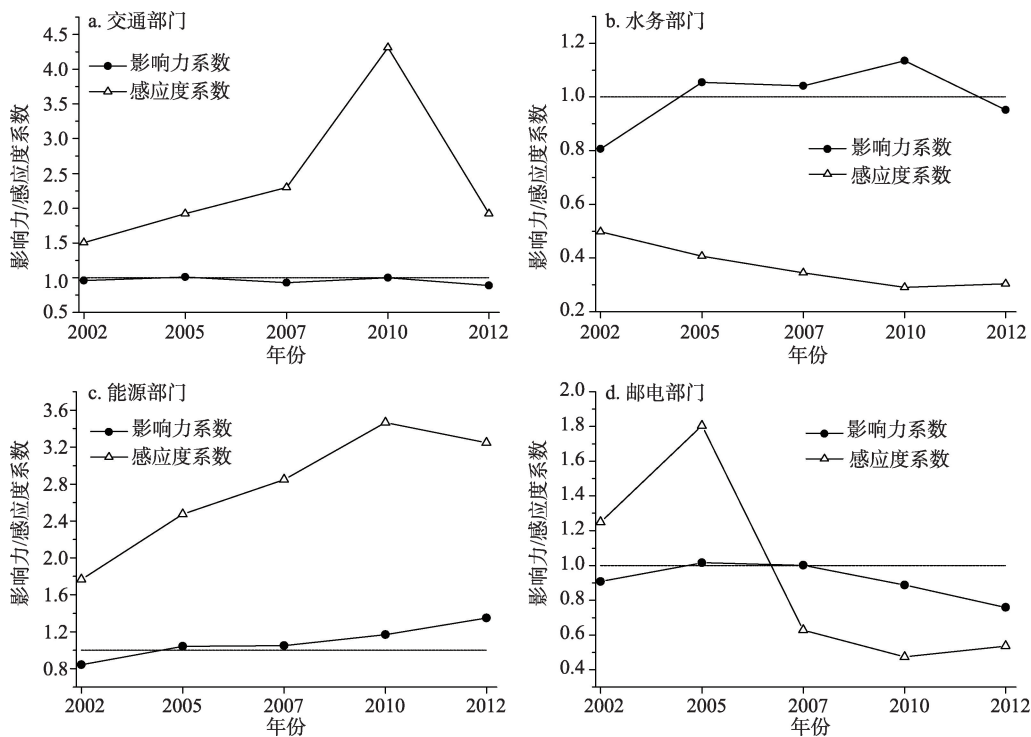 a. 交通部门
影响力系数
感应度系数
影响力/感应度系数
4.5
4.0
3.5
3.0
2.5
2.0
1.5
1.0
0.5
2002 2005 2007 2010 2012
年份
b. 水务部门
影响力系数
感应度系数
影响力/感应度系数
1.2
1.0
0.8
0.6
0.4
0.2
2002 2005 2007 2010 2012
年份
c. 能源部门
影响力系数
感应度系数
影响力/感应度系数
3.6
3.2
2.8
2.4
2.0
1.6
1.2
0.8
2002 2005 2007 2010 2012
年份
d. 邮电部门
影响力系数
感应度系数
影响力/感应度系数
2.0
1.8
1.6
1.4
1.2
1.0
0.8
0.6
0.4
2002 2005 2007 2010 2012
年份